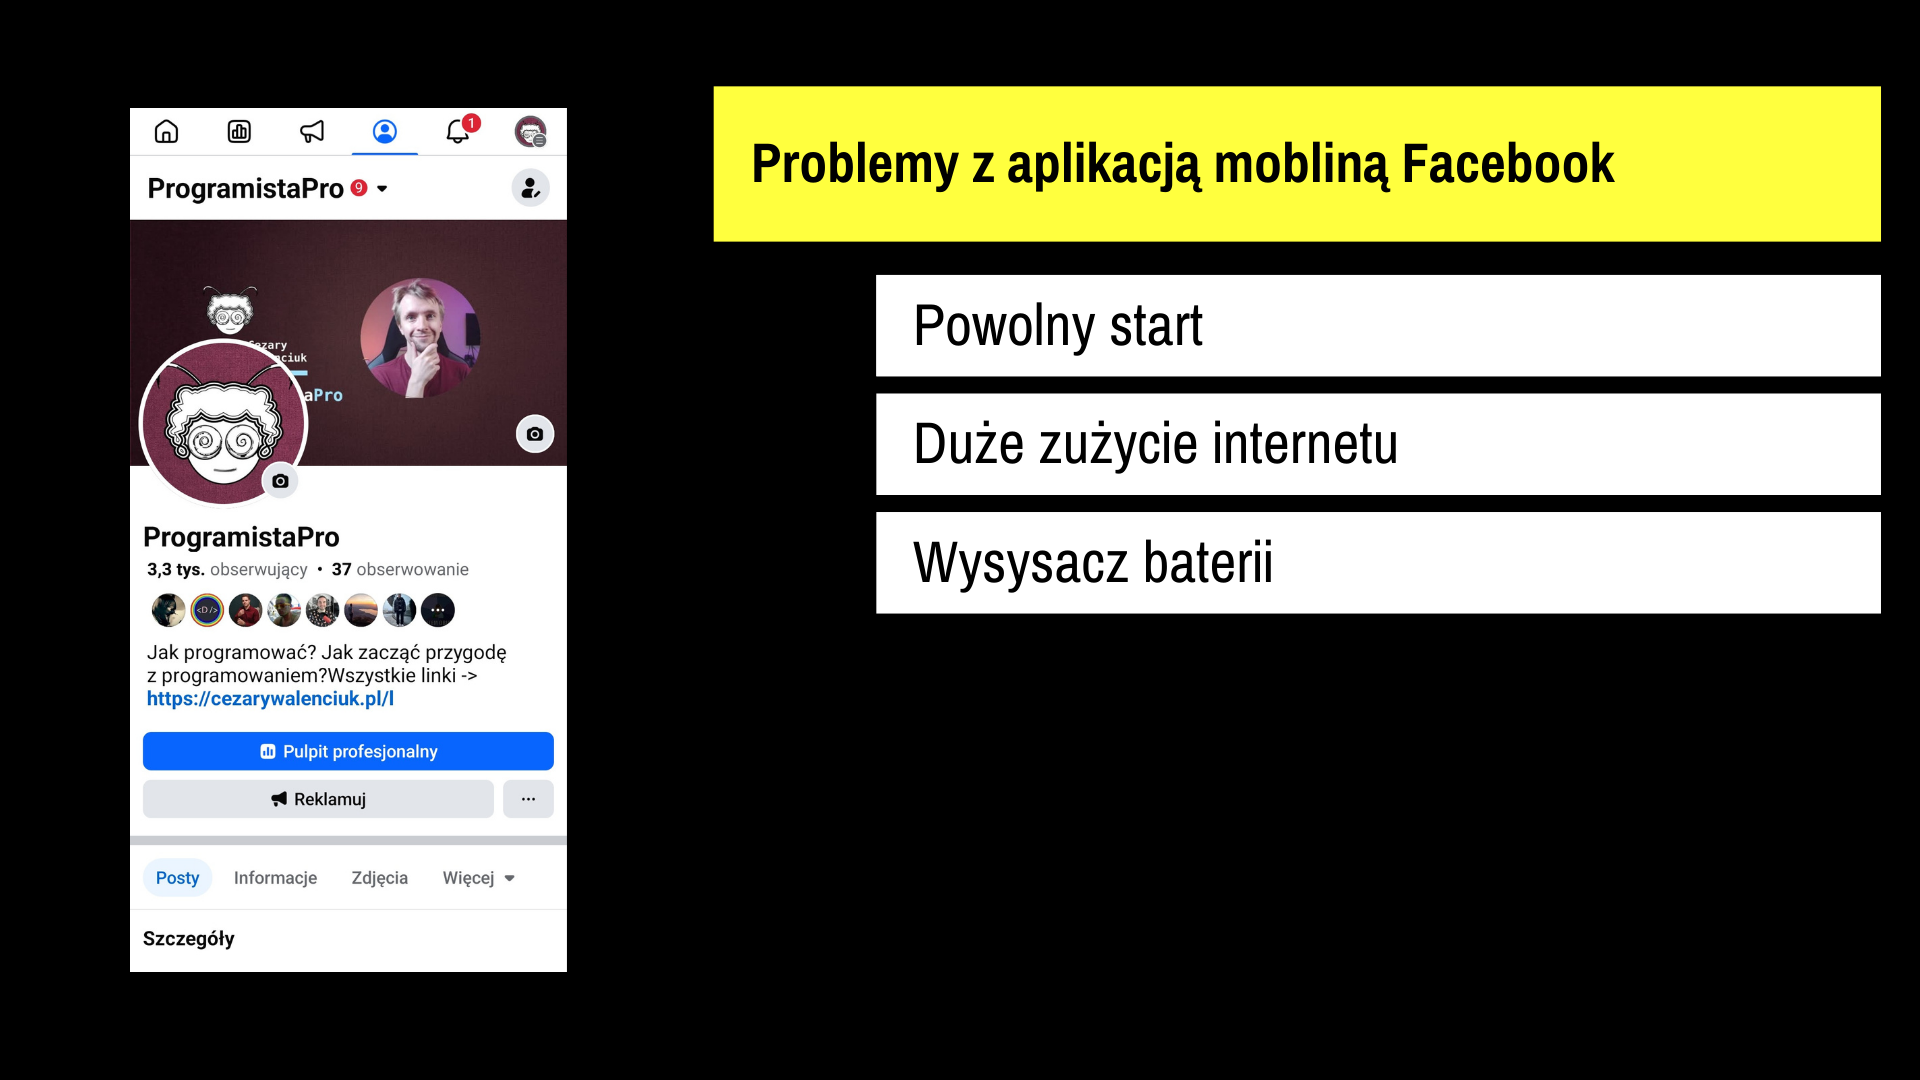 1
ProgramistaPro 9
Cezary
nciuk
aPro
ProgramistaPro
3,3 tys. obserwujący • 37 obserwowanie
<D/>
Jak programować? Jak zacząć przygodę
z programowaniem?Wszystkie linki ->
https://cezarywalenciuk.pl/l
Pulpit profesjonalny
Reklamuj
Posty Informacje Zdjęcia Więcej
Szczegóły
Problemy z aplikacją mobliną Facebook
Powolny start
Duże zużycie internetu
Wysysacz baterii